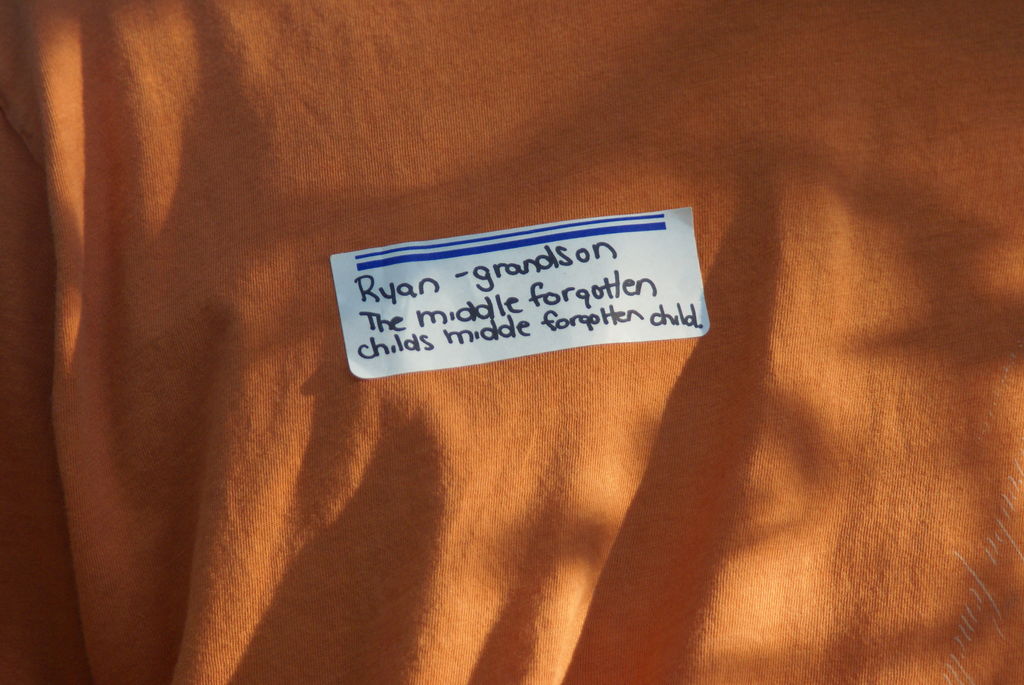 Ryan - grandson
The middle forgotten
childs midde forgotten child.